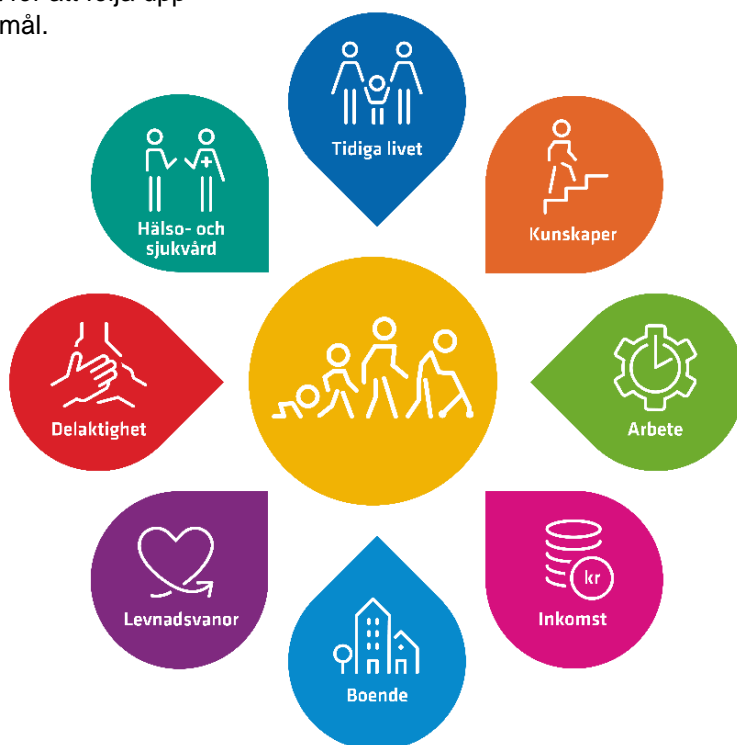 för att följa upp
mål.
Tidiga livet
Kunskaper
Arbete
kr
Inkomst
Boende
Levnadsvanor
Delaktighet
Hälso- och
sjukvård